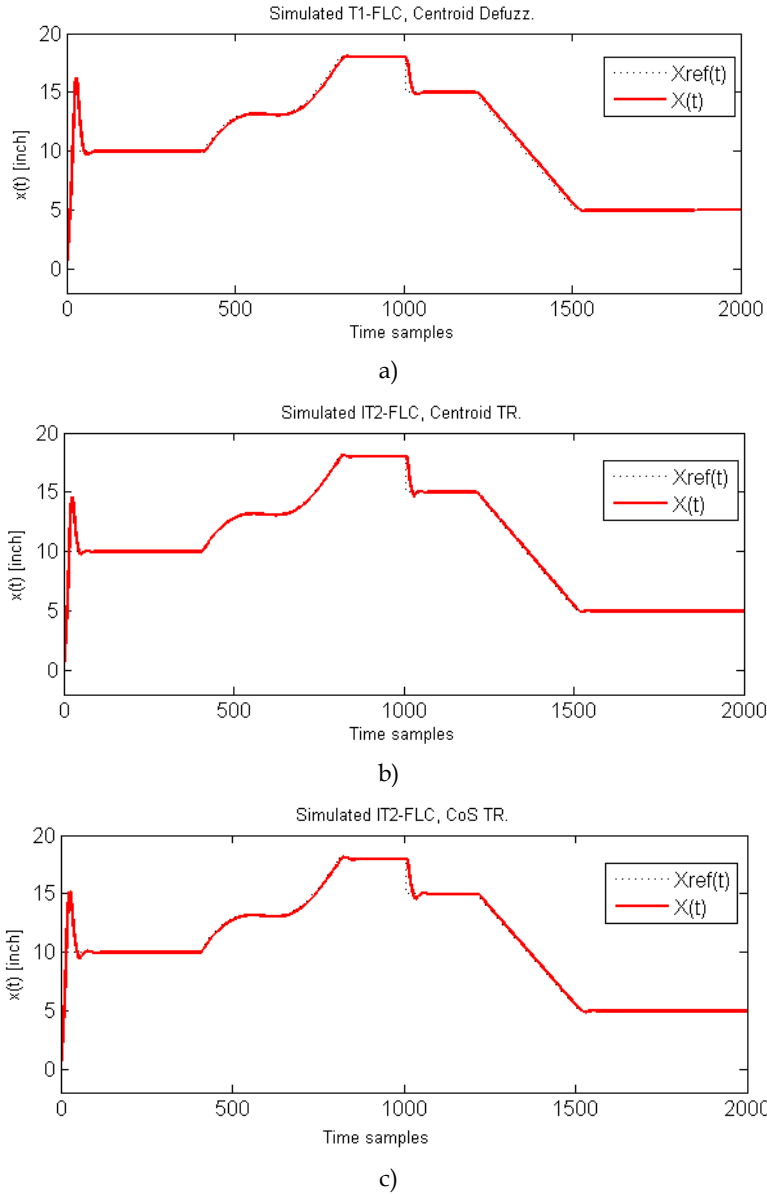 Simulated T1-FLC, Centroid Defuzz.
20
15
10
5
0
x(t) [inch]
Xref(t)
X(t)
0 500 1000 1500 2000
Time samples
a)
Simulated IT2-FLC, Centroid TR.
20
15
10
5
0
x(t) [inch]
Xref(t)
X(t)
0 500 1000 1500 2000
Time samples
b)
Simulated IT2-FLC, CoS TR.
20
15
10
5
0
x(t) [inch]
Xref(t)
X(t)
0 500 1000 1500 2000
Time samples
c)